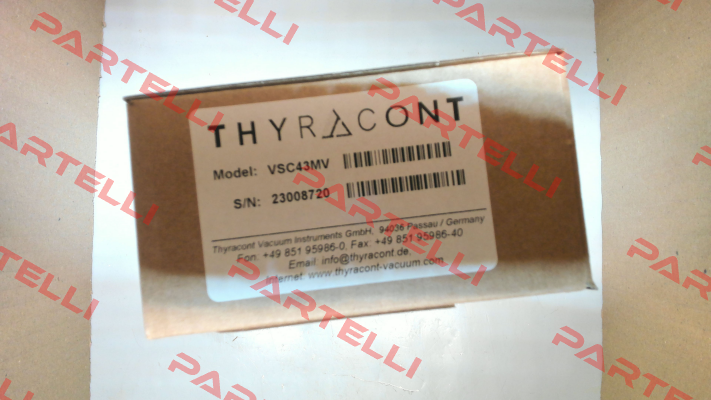 THYRACONT
Model: VSC43MV
S/N: 23008720
Thyracont Vacuum Instruments GmbH, 94036 Passau / Germany
Fon: +49 851 95986-0, Fax: +49 851 95986-40
Email: info@thyracont.de
Internet: www.thyracont-vacuum.com
PARTELLI
PARTELLI
PARTELLI
PARTELLI
PARTELLI
PARTELLI